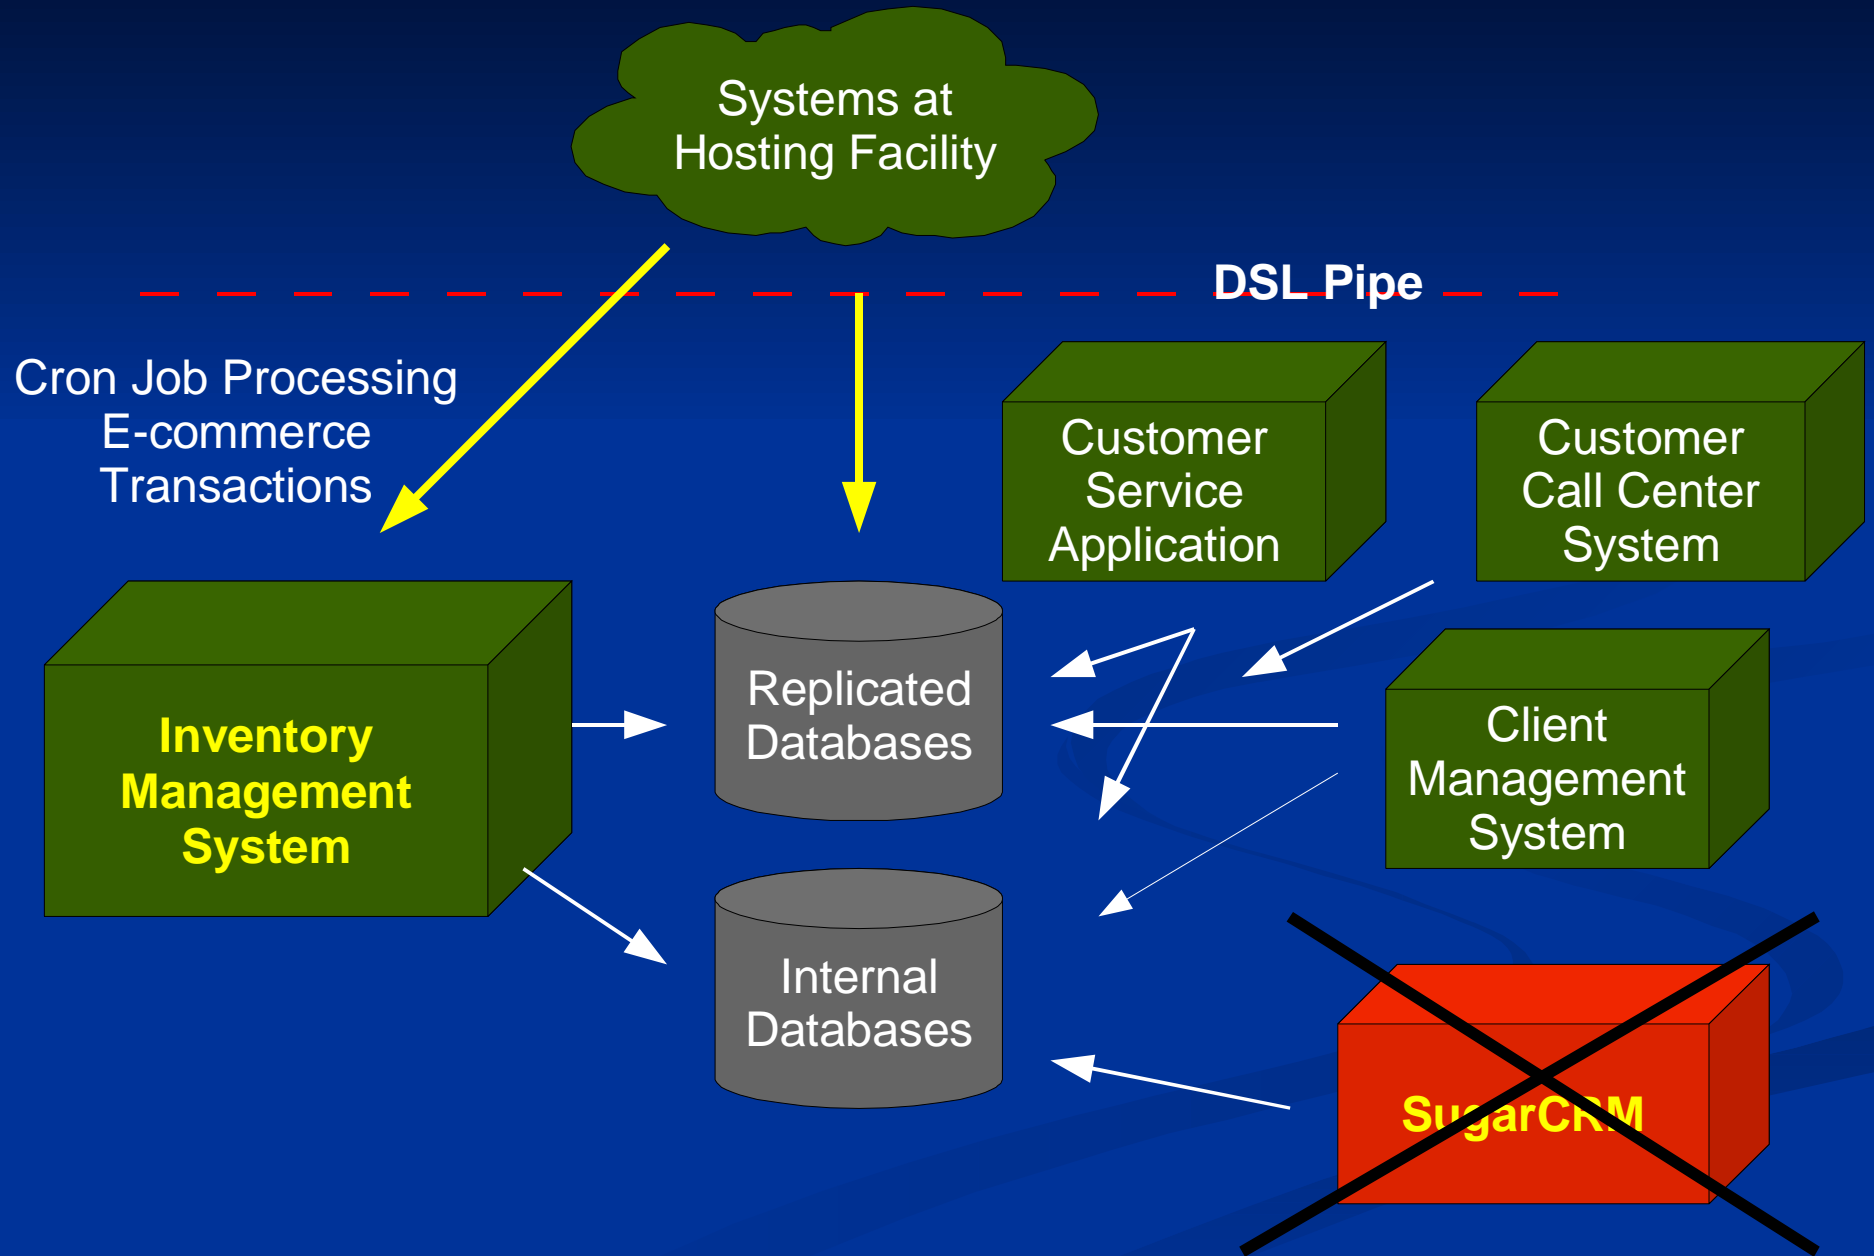 Systems at
Hosting Facility
DSL Pipe
Cron Job Processing
E-commerce
Transactions
Customer
Service
Application
Customer
Call Center
System
Inventory
Management
System
Replicated
Databases
Client
Management
System
Internal
Databases
SugarCRM